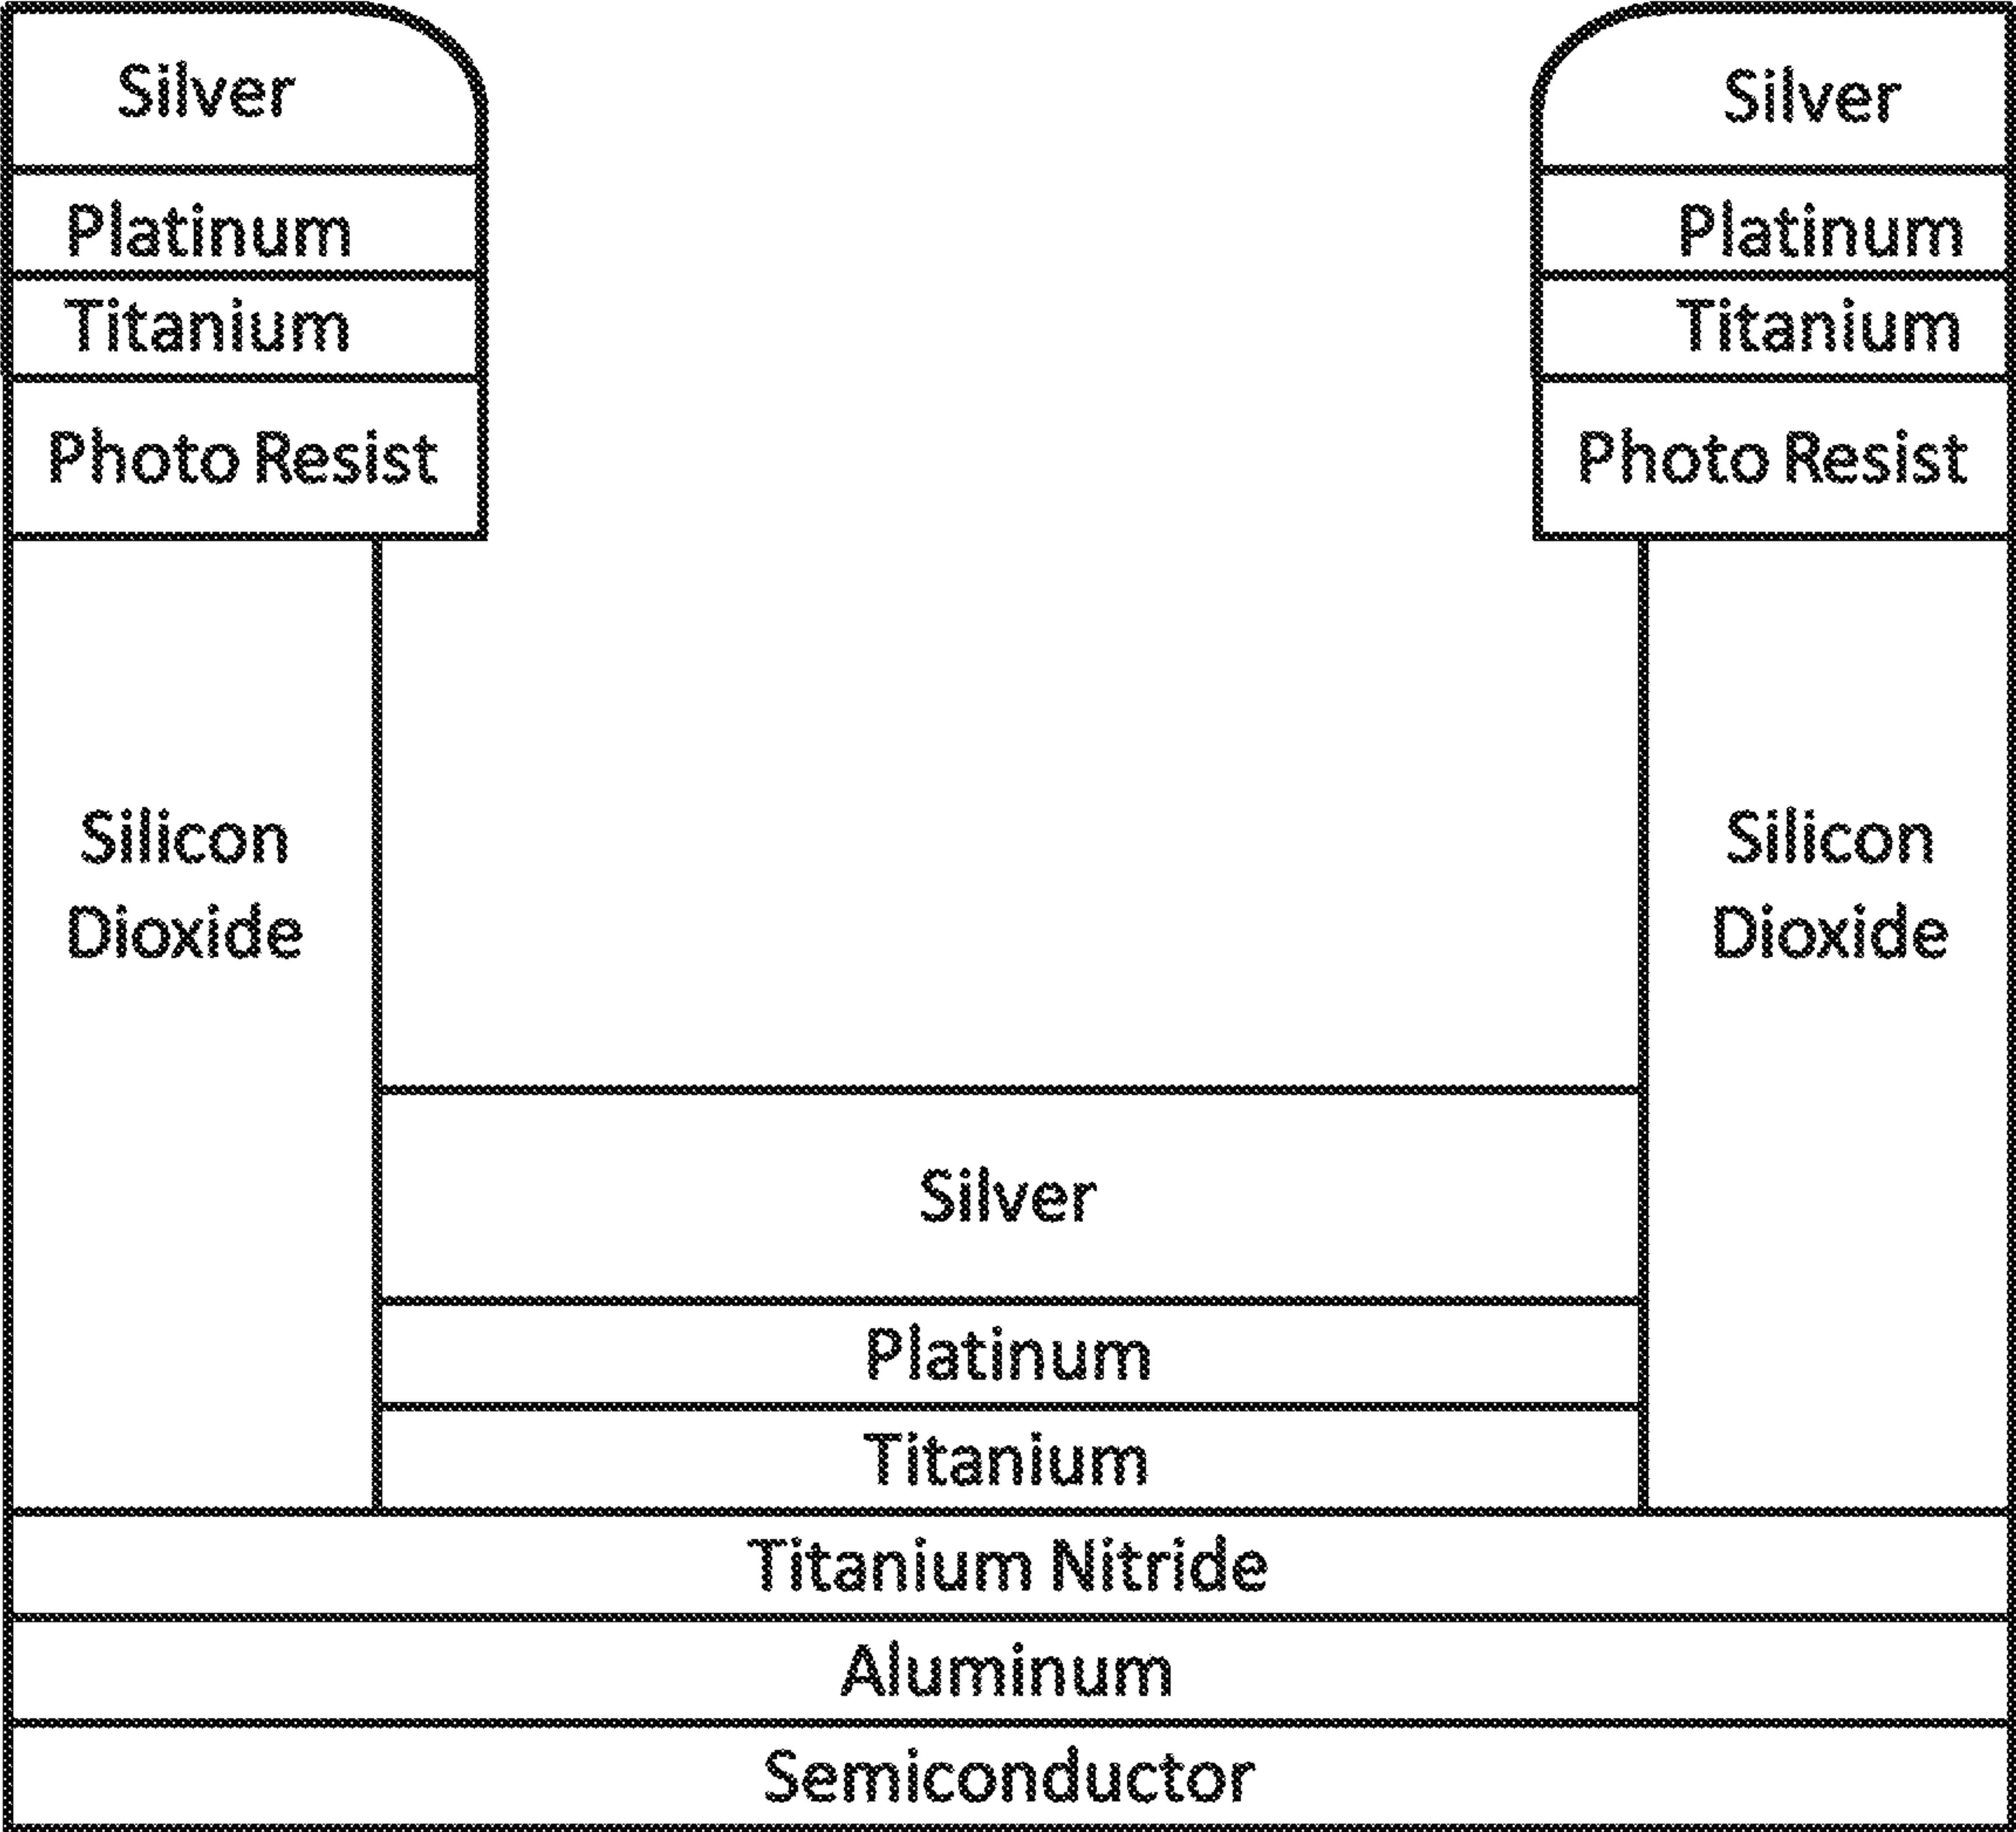 Silver
Silver
Platinum
Platinum
Titanium
Titanium
Photo Resist
Photo Resist
Silicon
Dioxide
Silicon
Dioxide
Silver
Platinum
Titanium
Titanium Nitride
Aluminum
Semiconductor